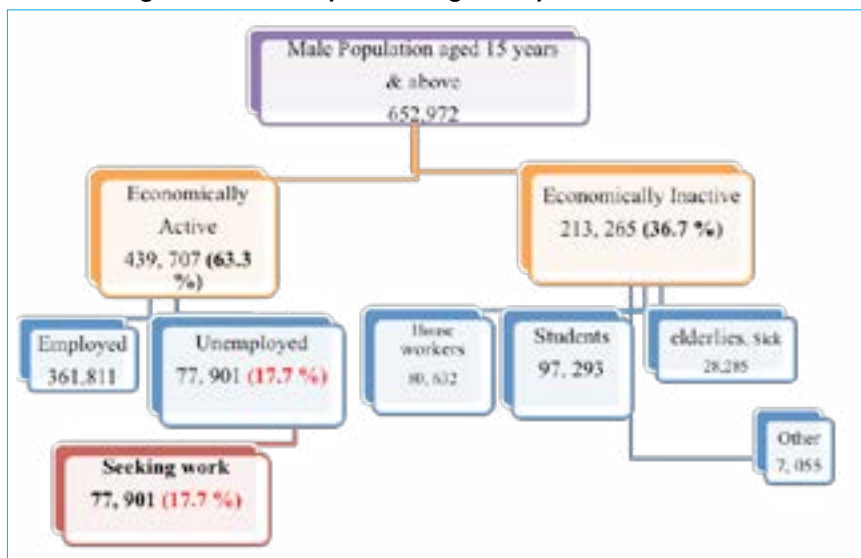 Male Population aged 15 years
& above
652,972
Economically
Active
439, 707 (63.3
%)
Economically Inactive
213, 265 (36.7 %)
Employed
361,811
Unemployed
77, 901 (17.7 %)
House
workers
80, 632
Students
97, 293
elderlies, Sick
28,285
Other
7, 055
Seeking work
77, 901 (17.7 %)